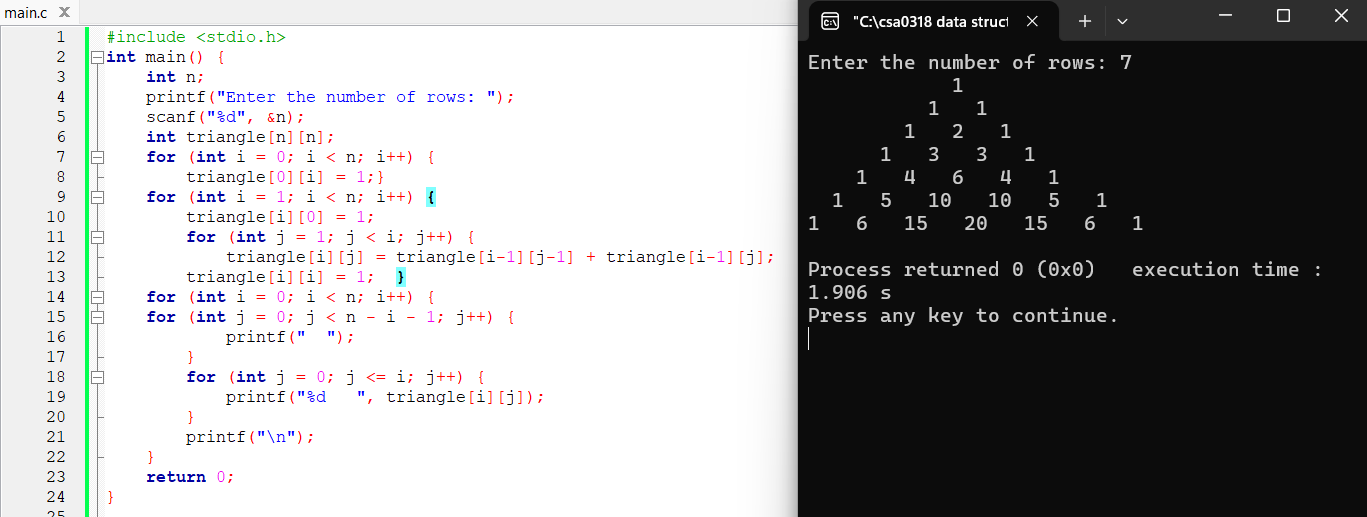 main.c
1 #include <stdio.h>
2 int main() {
3     int n;
4     printf("Enter the number of rows: ");
5     scanf("%d", &n);
6     int triangle[n][n];
7     for (int i = 0; i < n; i++) {
8         triangle[0][i] = 1;}
9     for (int i = 1; i < n; i++) {
10         triangle[i][0] = 1;
11         for (int j = 1; j < i; j++) {
12             triangle[i][j] = triangle[i-1][j-1] + triangle[i-1][j];
13         triangle[i][i] = 1;  }
14     for (int i = 0; i < n; i++) {
15     for (int j = 0; j < n - i - 1; j++) {
16             printf("  ");
17         }
18         for (int j = 0; j <= i; j++) {
19             printf("%d   ", triangle[i][j]);
20         }
21         printf("\n");
22     }
23     return 0;
24 }
25
"C:\csa0318 data struct
Enter the number of rows: 7
            1
          1   1
        1   2   1
      1   3   3   1
    1   4   6   4   1
  1   5   10   10   5   1
1   6   15   20   15   6   1
Process returned 0 (0x0)   execution time :
1.906 s
Press any key to continue.